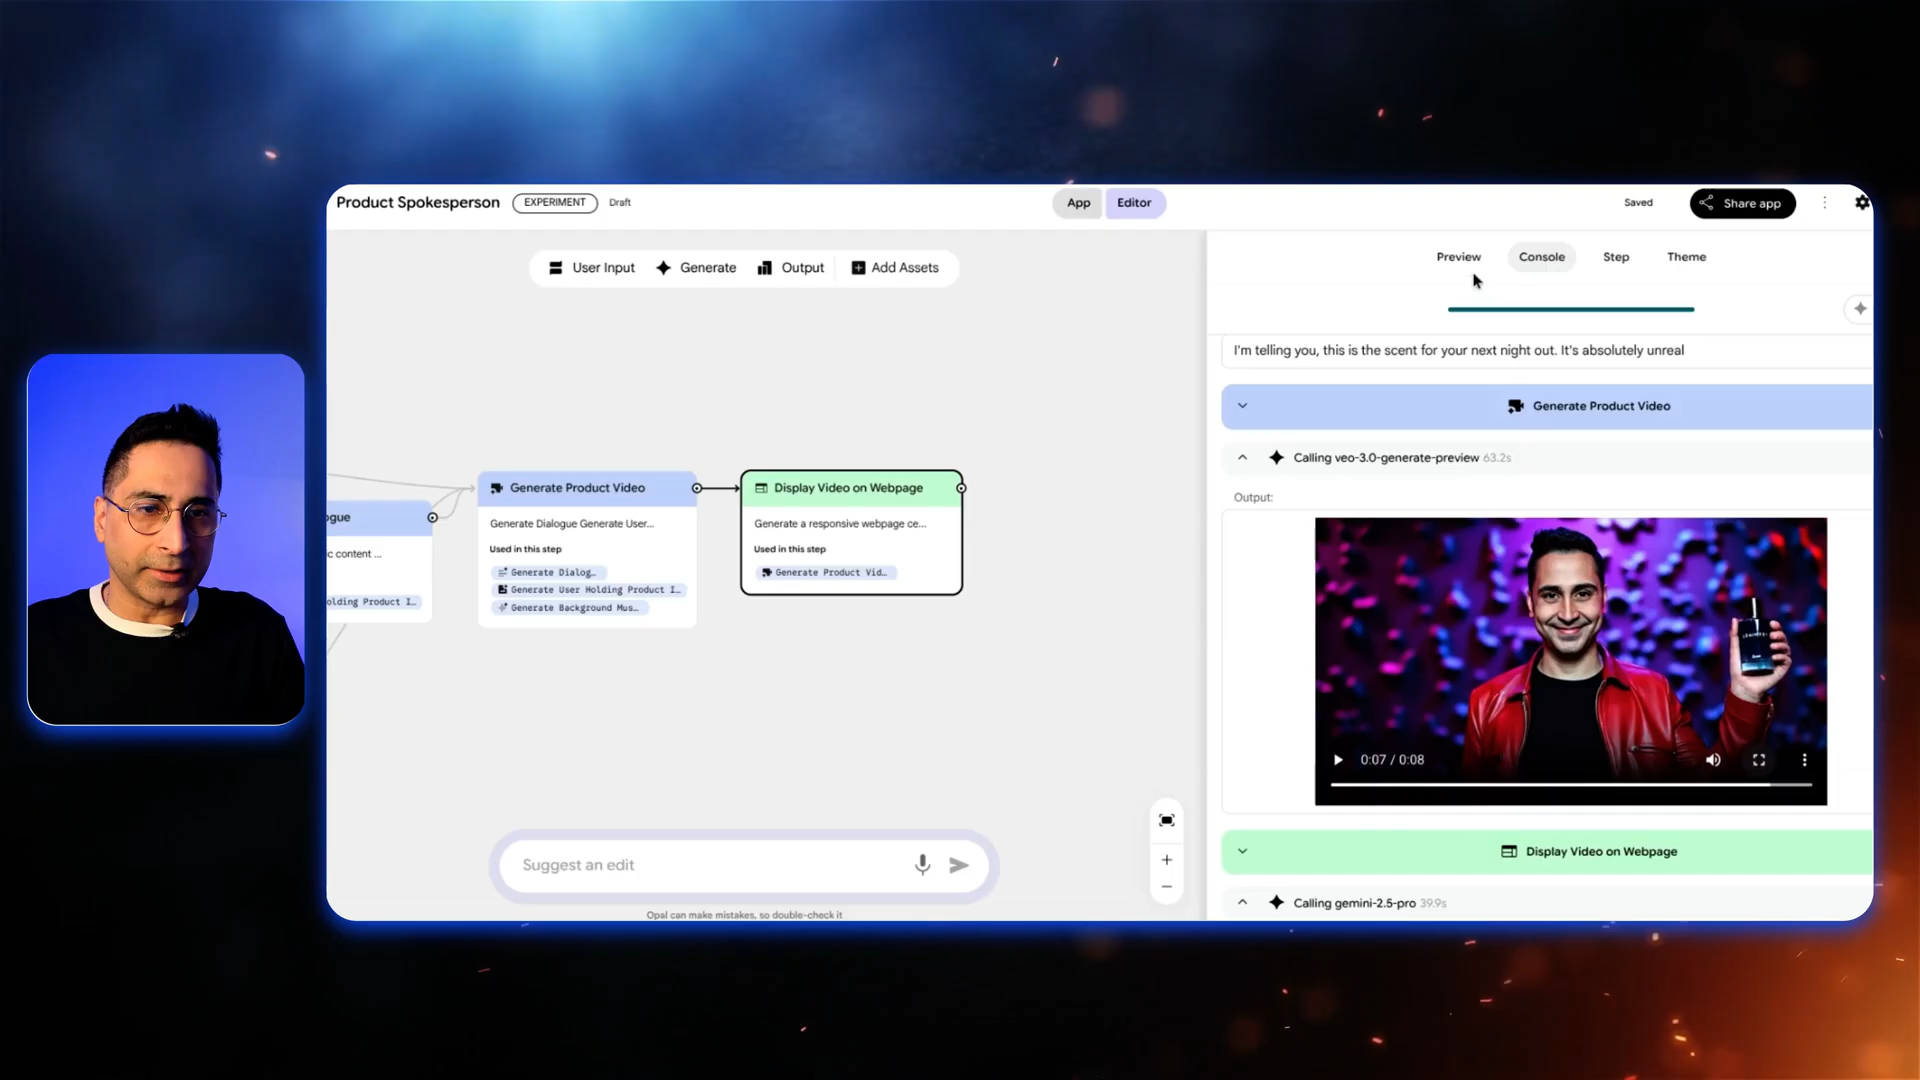 Product Spokesperson
EXPERIMENT
Draft
App
Editor
Saved
Share app
User Input
Generate
Output
Add Assets
Preview
Console
Step
Theme
I'm telling you, this is the scent for your next night out. It's absolutely unreal
Generate Product Video
Calling veo-3.0-generate-preview 63.2s
Output:
0:07 / 0:08
Display Video on Webpage
Calling gemini-2.5-pro 39.9s
ogue
c content ...
olding Product I...
Generate Product Video
Generate Dialogue Generate User...
Used in this step
Generate Dialog...
Generate User Holding Product I...
Generate Background Mus...
Display Video on Webpage
Generate a responsive webpage ce...
Used in this step
Generate Product Vid...
Suggest an edit
Opal can make mistakes, so double-check it